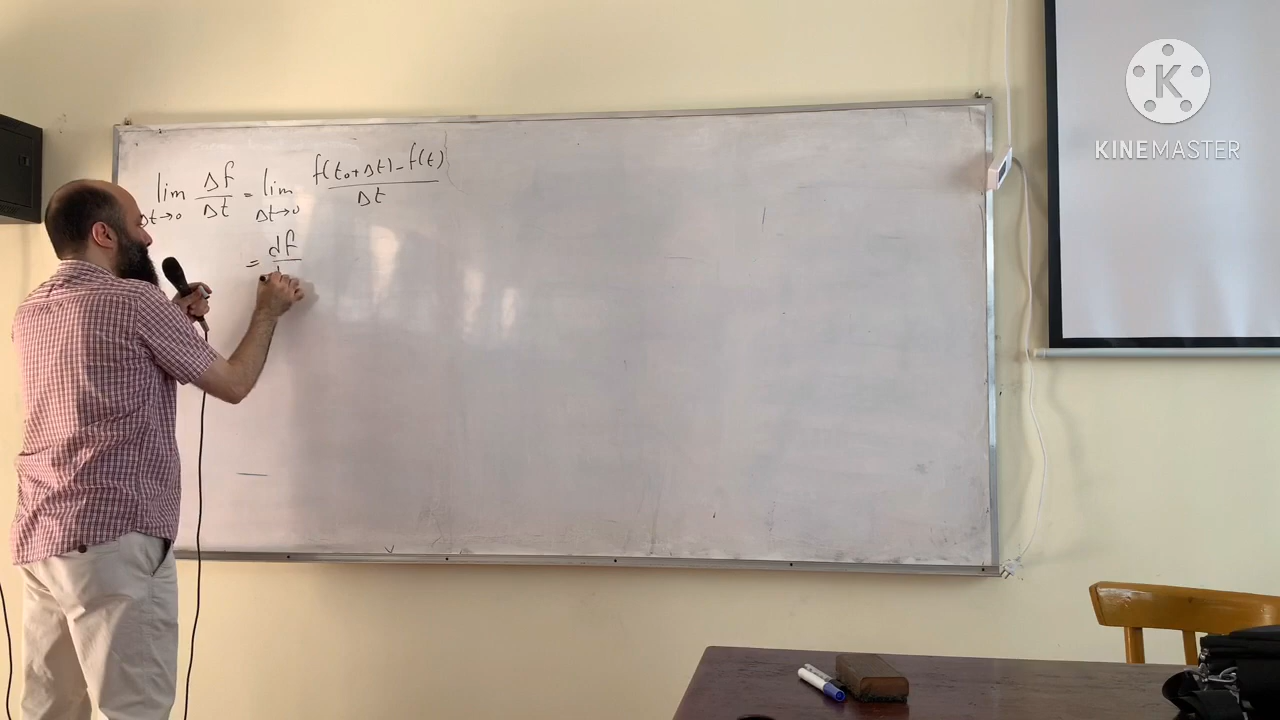 lim Δf/Δt = lim f(t₀+Δt)-f(t)/Δt
Δt→0 Δt→0
= df
K
KINEMASTER